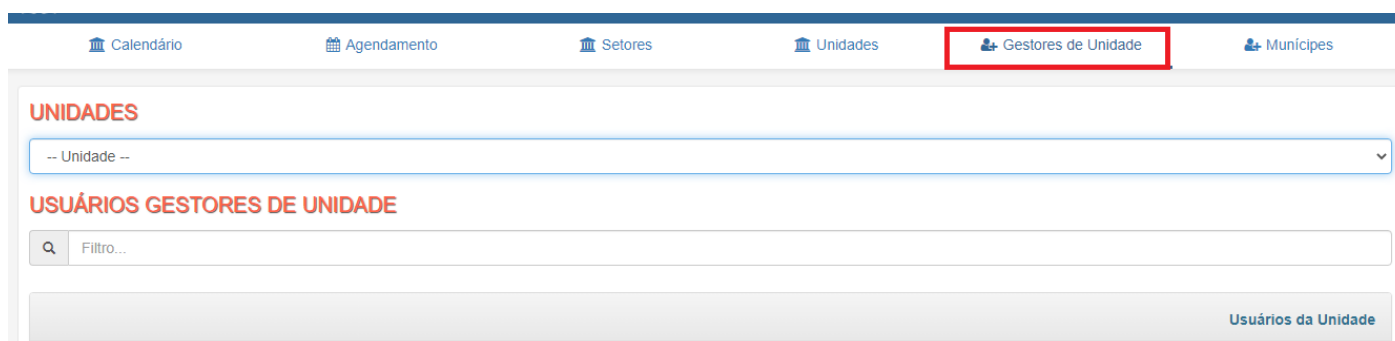 Calendário Agendamento Setores Unidades Gestores de Unidade Munícipes
UNIDADES
-- Unidade --
USUÁRIOS GESTORES DE UNIDADE
Filtro...
Usuários da Unidade